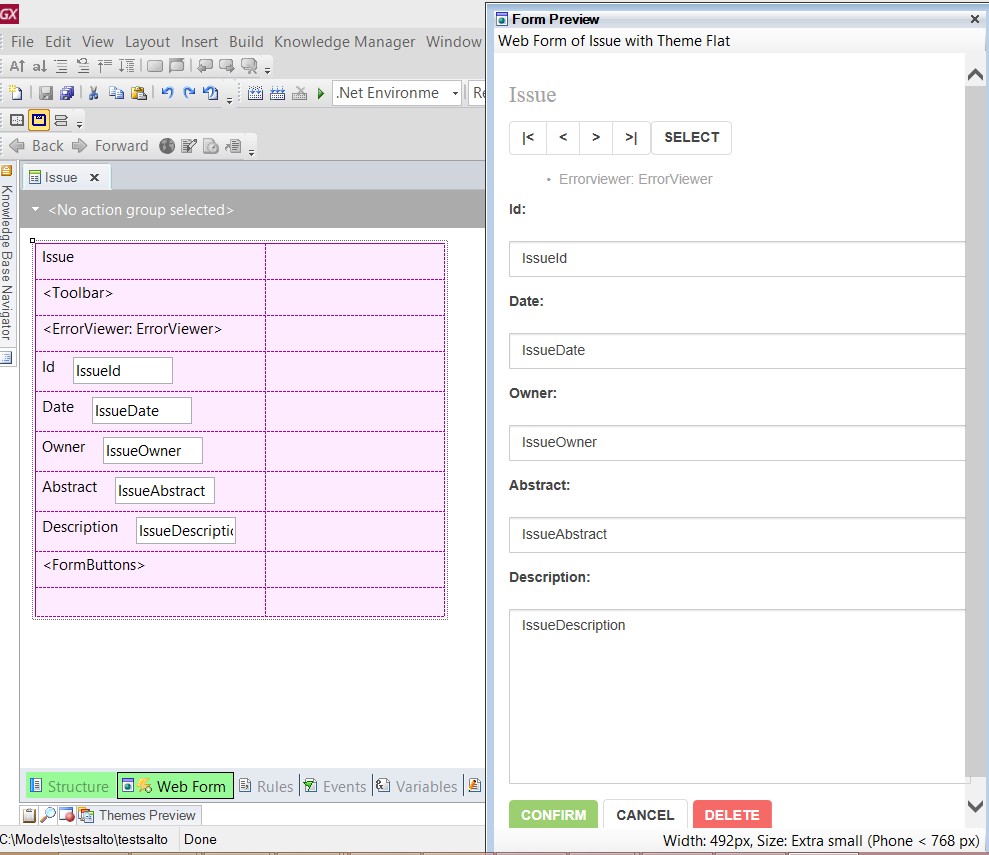 GX
File Edit View Layout Insert Build Knowledge Manager Window
.Net Environme Re
Back Forward
Knowledge Base Navigator
Issue
<No action group selected>
Issue
<Toolbar>
<ErrorViewer: ErrorViewer>
Id IssueId
Date IssueDate
Owner IssueOwner
Abstract IssueAbstract
Description IssueDescriptic
<FormButtons>
Structure Web Form Rules Events Variables
Themes Preview
C:\Models\testsalto\testsalto Done
Form Preview
Web Form of Issue with Theme Flat
Issue
|< < > >| SELECT
• Errorviewer: ErrorViewer
Id:
IssueId
Date:
IssueDate
Owner:
IssueOwner
Abstract:
IssueAbstract
Description:
IssueDescription
CONFIRM CANCEL DELETE
Width: 492px, Size: Extra small (Phone < 768 px)